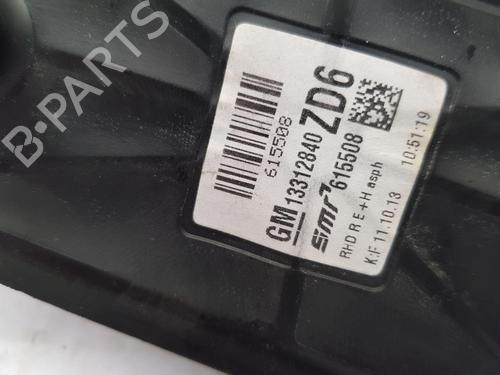 B-PARTS
615508
GM 13312840 ZD6
SMR 615508
RHD R E+H asph
K:F 11.10.13 10:51:19